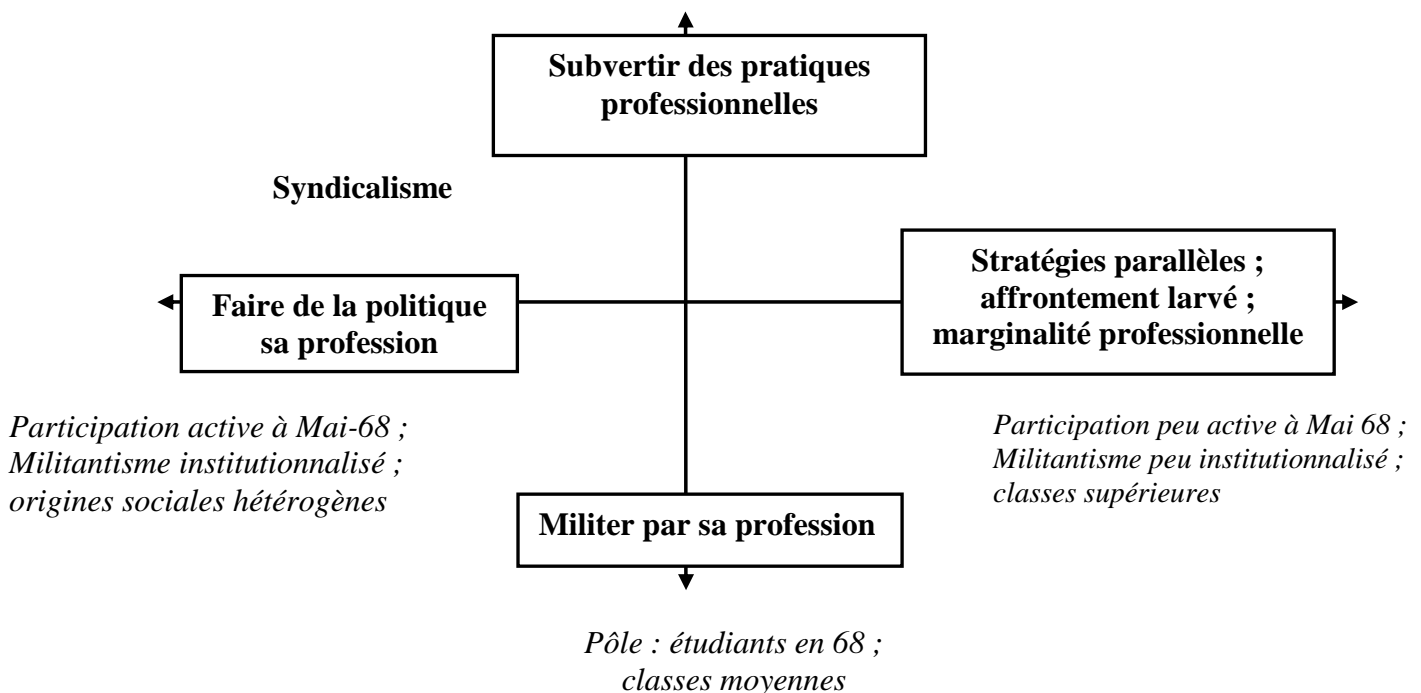 Subvertir des pratiques
professionnelles
Syndicalisme
Stratégies parallèles ;
affrontement larvé ;
marginalité professionnelle
Faire de la politique
sa profession
Participation active à Mai-68 ;
Militantisme institutionnalisé ;
origines sociales hétérogènes
Participation peu active à Mai 68 ;
Militantisme peu institutionnalisé ;
classes supérieures
Militer par sa profession
Pôle : étudiants en 68 ;
classes moyennes